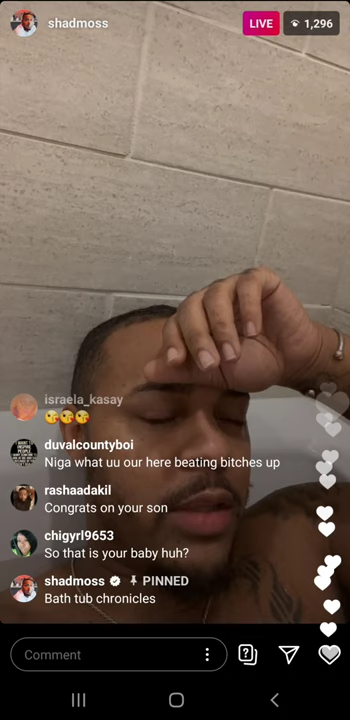 shadmoss
LIVE
1,296
israela_kasay
😘😘😘
duvalcountyboi
Niga what uu our here beating bitches up
rashaadakil
Congrats on your son
chigyrl9653
So that is your baby huh?
shadmoss PINNED
Bath tub chronicles
Comment